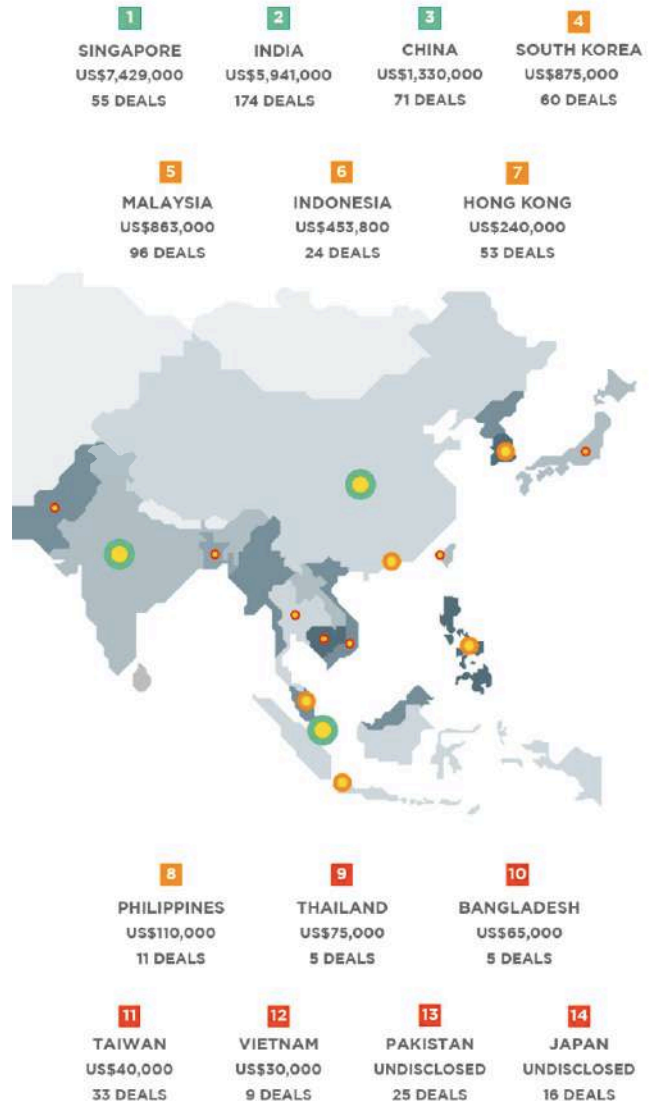 1 2 3 4
SINGAPORE INDIA CHINA SOUTH KOREA
US$7,429,000 US$5,941,000 US$1,330,000 US$875,000
55 DEALS 174 DEALS 71 DEALS 60 DEALS
5 6 7
MALAYSIA INDONESIA HONG KONG
US$863,000 US$453,800 US$240,000
96 DEALS 24 DEALS 53 DEALS
8 9 10
PHILIPPINES THAILAND BANGLADESH
US$110,000 US$75,000 US$65,000
11 DEALS 5 DEALS 5 DEALS
11 12 13 14
TAIWAN VIETNAM PAKISTAN JAPAN
US$40,000 US$30,000 UNDISCLOSED UNDISCLOSED
33 DEALS 9 DEALS 25 DEALS 16 DEALS